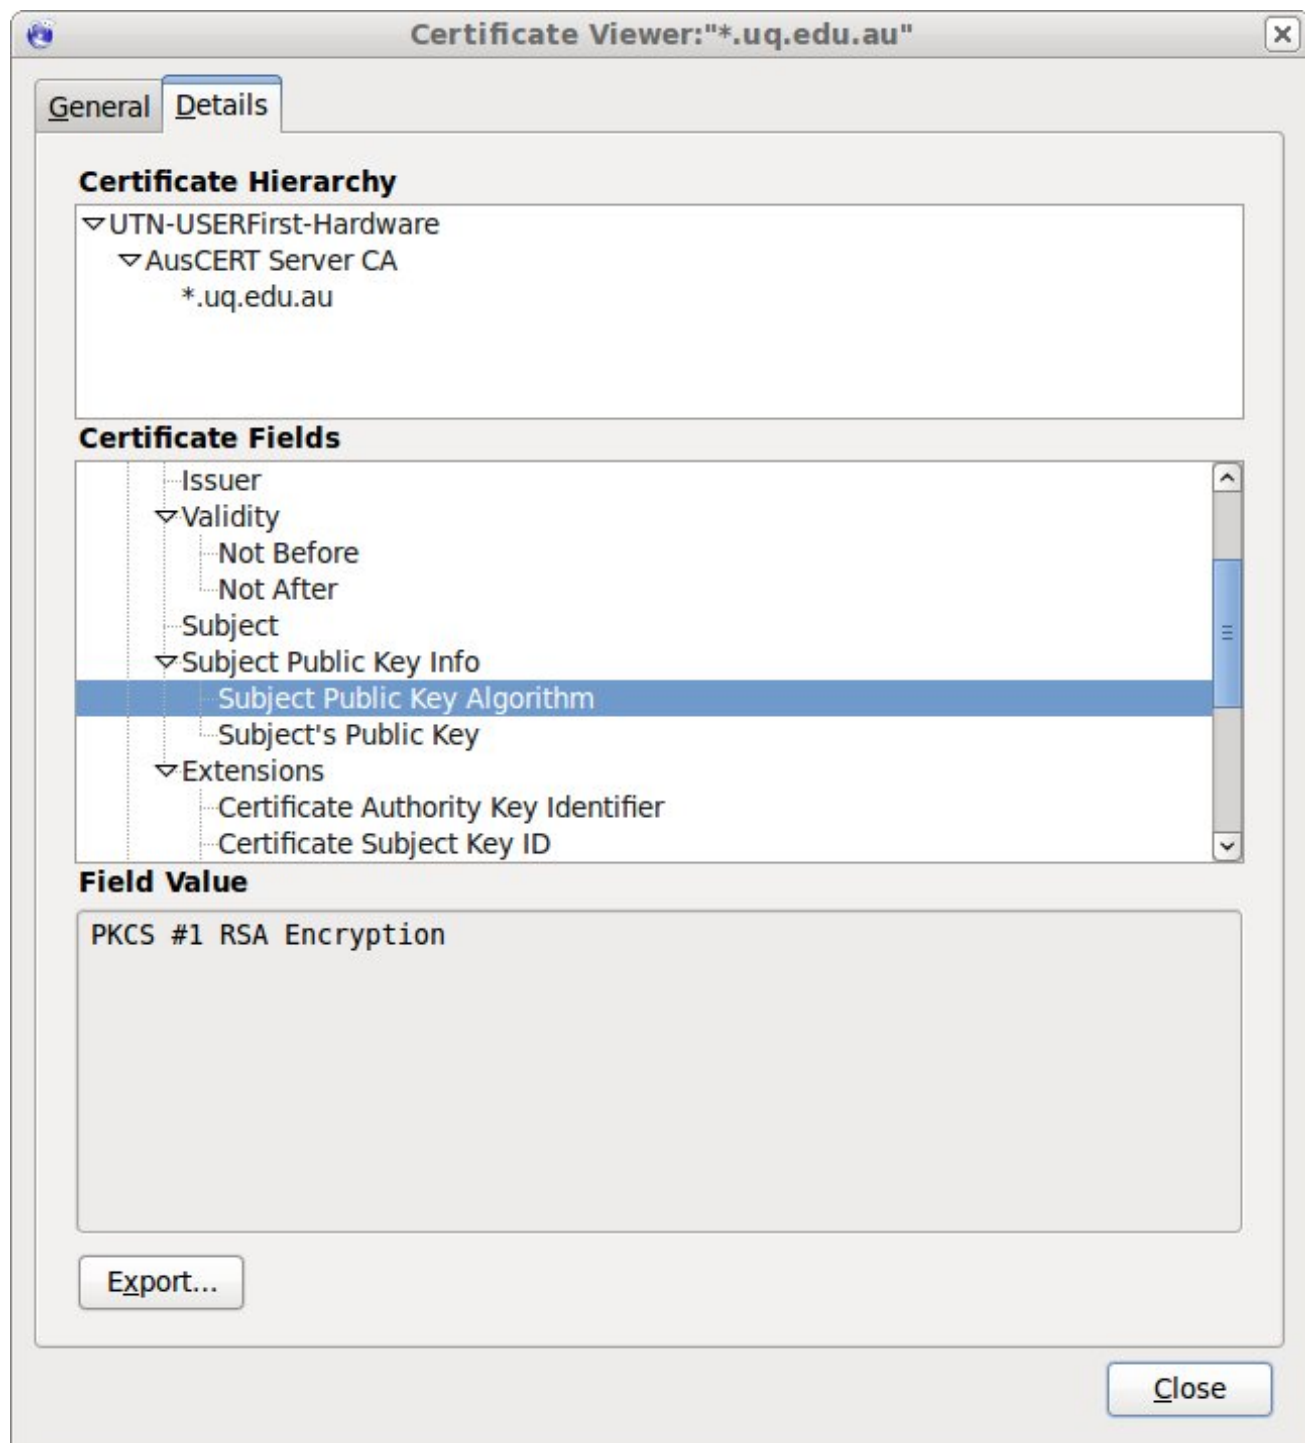 Certificate Viewer:"*.uq.edu.au"
General Details
Certificate Hierarchy
UTN-USERFirst-Hardware
AusCERT Server CA
*.uq.edu.au
Certificate Fields
Issuer
Validity
Not Before
Not After
Subject
Subject Public Key Info
Subject Public Key Algorithm
Subject's Public Key
Extensions
Certificate Authority Key Identifier
Certificate Subject Key ID
Field Value
PKCS #1 RSA Encryption
Export...
Close